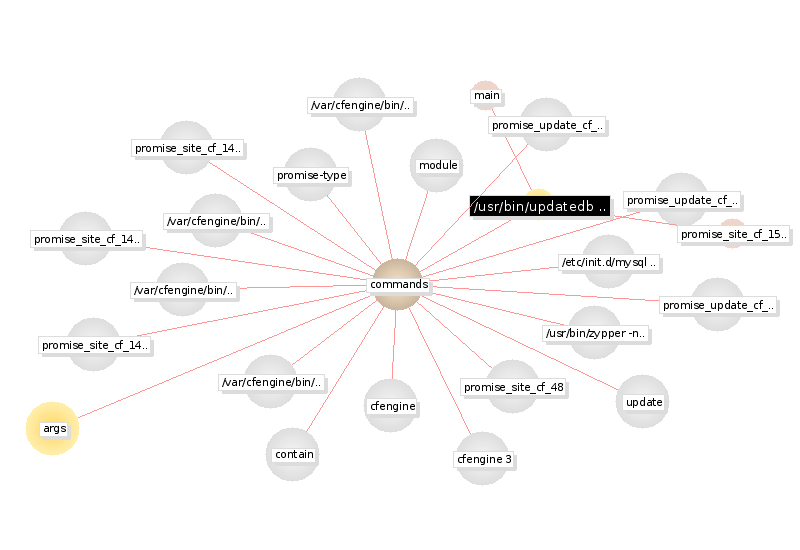 main
/var/cfengine/bin/..
promise_update_cf_..
promise_site_cf_14..
module
promise-type
promise_update_cf_..
/usr/bin/updatedb ..
/var/cfengine/bin/..
promise_site_cf_15..
promise_site_cf_14..
/etc/init.d/mysql ..
commands
/var/cfengine/bin/..
promise_update_cf_..
/usr/bin/zypper -n..
promise_site_cf_14..
/var/cfengine/bin/..
promise_site_cf_48
update
cfengine
args
contain
cfengine 3